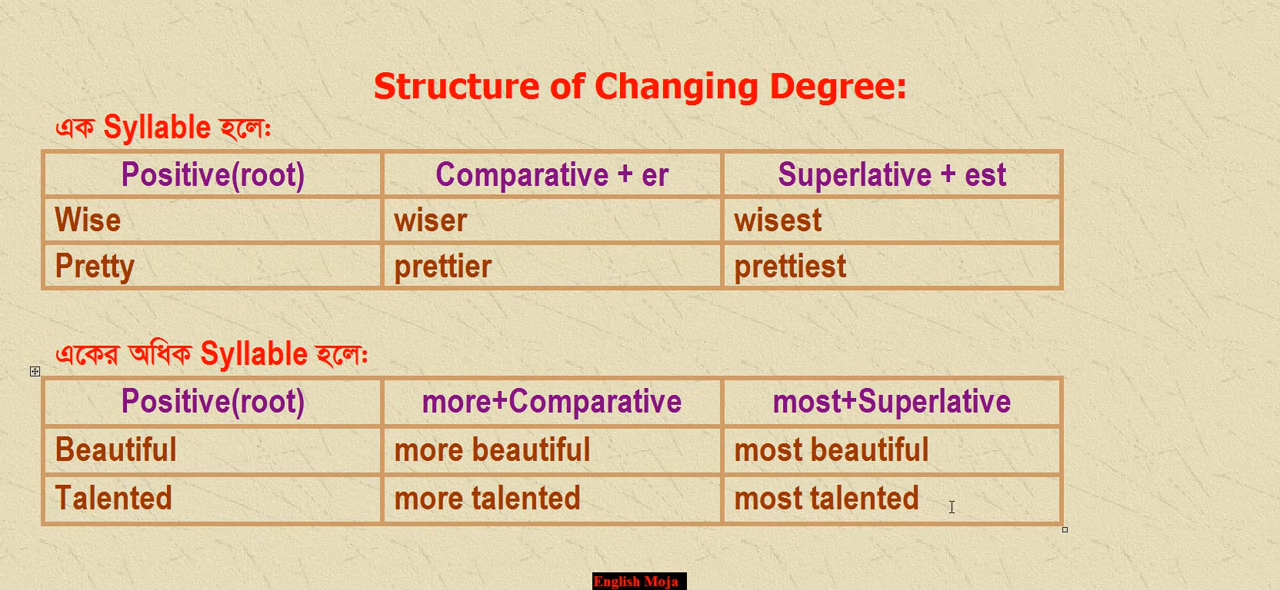 Structure of Changing Degree:
এক Syllable হলে:
Positive(root) Comparative + er Superlative + est
Wise wiser wisest
Pretty prettier prettiest
একের অধিক Syllable হলে:
Positive(root) more+Comparative most+Superlative
Beautiful more beautiful most beautiful
Talented more talented most talented
English Moja